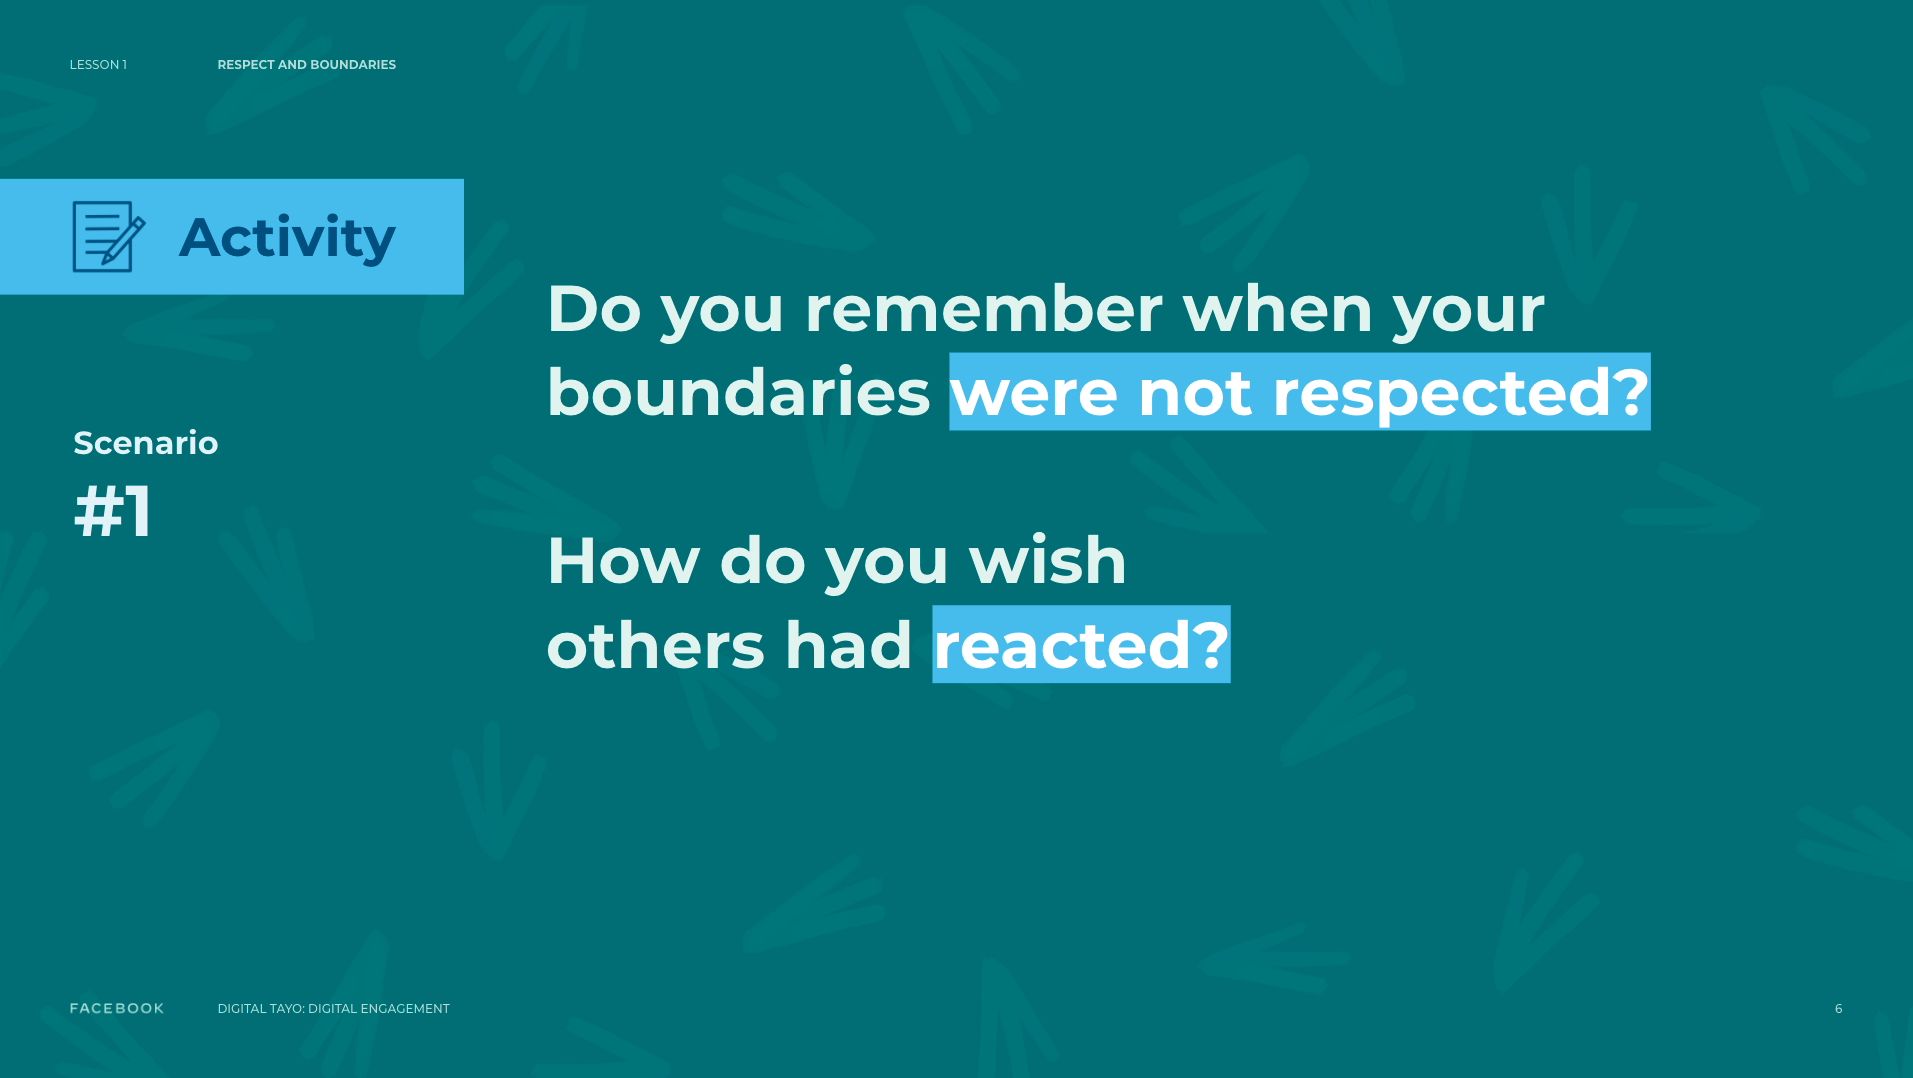 LESSON 1
RESPECT AND BOUNDARIES
Activity
Scenario
#1
Do you remember when your
boundaries were not respected?
How do you wish
others had reacted?
FACEBOOK
DIGITAL TAYO: DIGITAL ENGAGEMENT
6